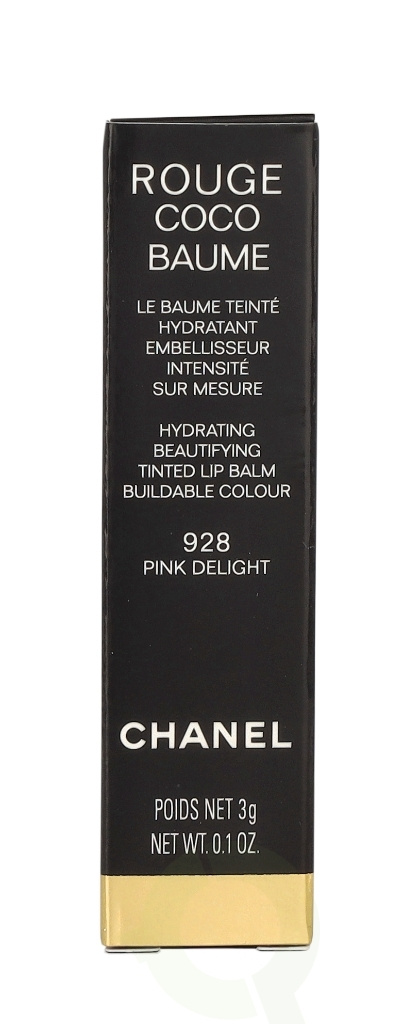 ROUGE
COCO
BAUME
LE BAUME TEINTÉ
HYDRATANT
EMBELLISSEUR
INTENSITÉ
SUR MESURE
HYDRATING
BEAUTIFYING
TINTED LIP BALM
BUILDABLE COLOUR
928
PINK DELIGHT
CHANEL
POIDS NET 3g
NET WT. 0.1 OZ.